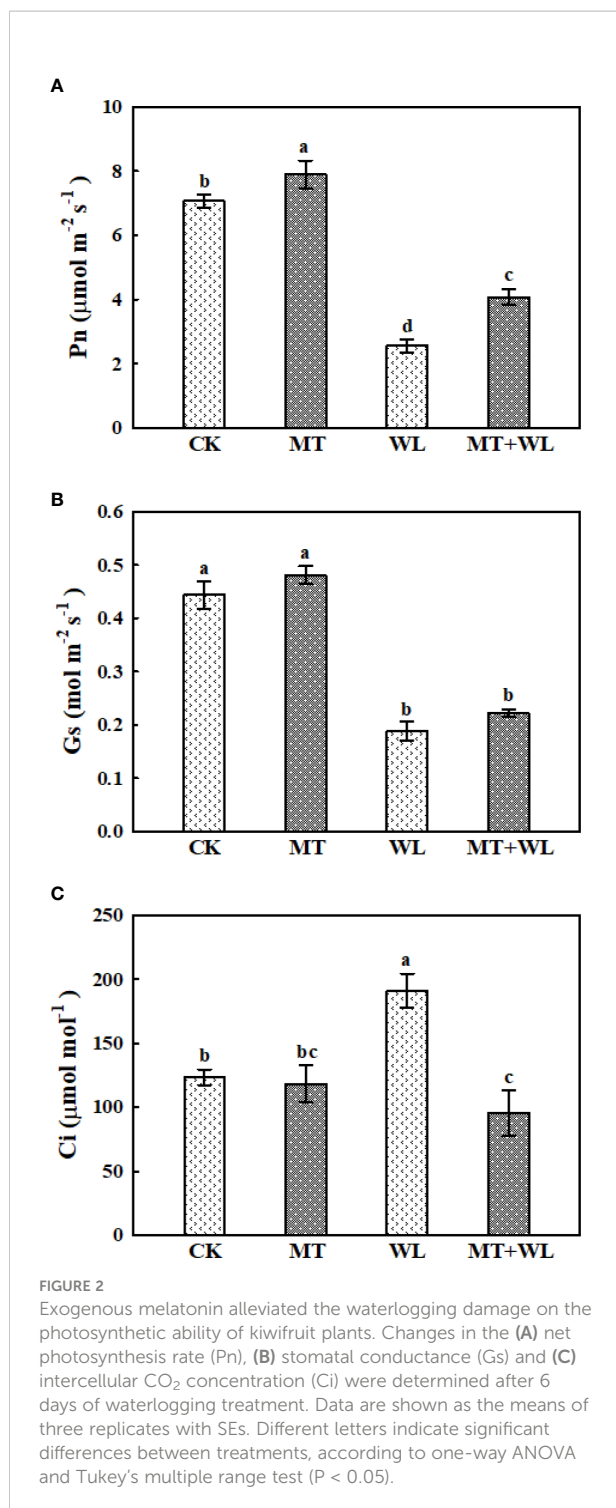 A
10
8
6
4
2
0
Pn (μmol m⁻² s⁻¹)
b
a
d
c
CK MT WL MT+WL
B
0.6
0.5
0.4
0.3
0.2
0.1
0.0
Gs (mol m⁻² s⁻¹)
a
a
b
b
CK MT WL MT+WL
C
250
200
150
100
50
0
Ci (μmol mol⁻¹)
b
bc
a
c
CK MT WL MT+WL
FIGURE 2
Exogenous melatonin alleviated the waterlogging damage on the
photosynthetic ability of kiwifruit plants. Changes in the (A) net
photosynthesis rate (Pn), (B) stomatal conductance (Gs) and (C)
intercellular CO₂ concentration (Ci) were determined after 6
days of waterlogging treatment. Data are shown as the means of
three replicates with SEs. Different letters indicate significant
differences between treatments, according to one-way ANOVA
and Tukey's multiple range test (P < 0.05).